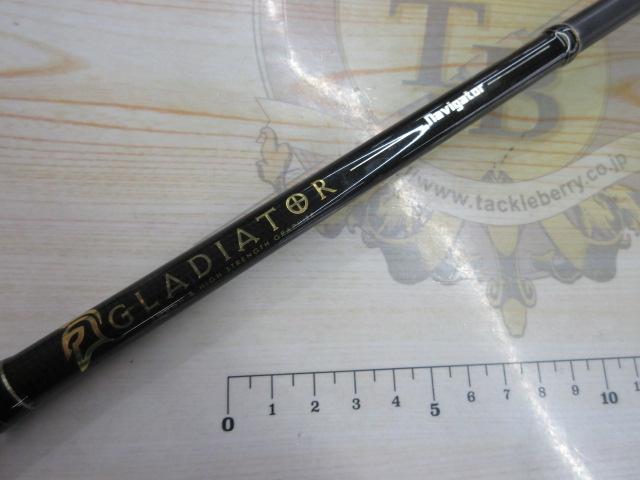 TB
navigator
http://www.tackleberry.co.jp
GLADIATOR
HIGH STRENGTH GRAPHITE
0 1 2 3 4 5 6 7 8 9 10